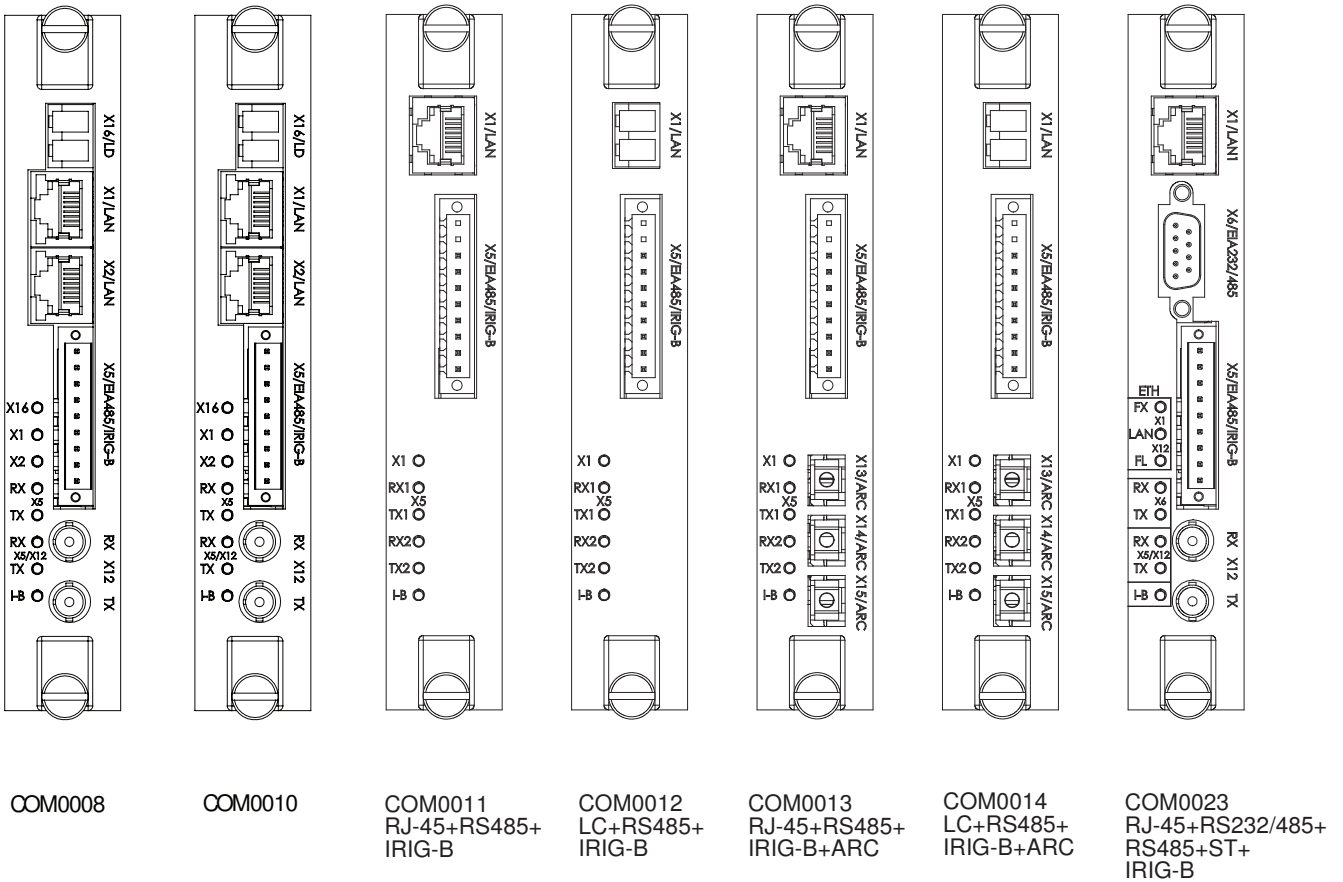 X16/LD
X1/LAN
X2/LAN
X5/EIA485/IRIG-B
X16
X1
X2
RX
X5
TX
RX
X5/X12
TX
I-B
RX
X12
TX
COM0008
X16/LD
X1/LAN
X2/LAN
X5/EIA485/IRIG-B
X16
X1
X2
RX
X5
TX
RX
X5/X12
TX
I-B
RX
X12
TX
COM0010
X1/LAN
X5/EIA485/IRIG-B
X1
RX1
X5
TX1
RX2
TX2
I-B
COM0011
RJ-45+RS485+
IRIG-B
X1/LAN
X5/EIA485/IRIG-B
X1
RX1
X5
TX1
RX2
TX2
I-B
COM0012
LC+RS485+
IRIG-B
X1/LAN
X5/EIA485/IRIG-B
X1
RX1
X5
TX1
RX2
TX2
I-B
X13/ARC
X14/ARC
X15/ARC
COM0013
RJ-45+RS485+
IRIG-B+ARC
X1/LAN
X5/EIA485/IRIG-B
X1
RX1
X5
TX1
RX2
TX2
I-B
X13/ARC
X14/ARC
X15/ARC
COM0014
LC+RS485+
IRIG-B+ARC
X1/LAN1
X6/EIA232/485
X5/EIA485/IRIG-B
ETH
FX
X1
LAN
X12
FL
RX
X6
TX
RX
X5/X12
TX
I-B
RX
X12
TX
COM0023
RJ-45+RS232/485+
RS485+ST+
IRIG-B